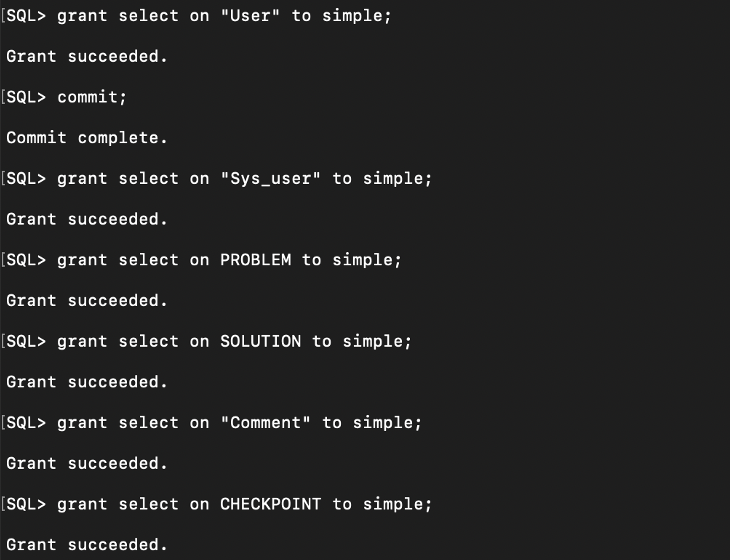 [SQL> grant select on "User" to simple;
Grant succeeded.
[SQL> commit;
Commit complete.
[SQL> grant select on "Sys_user" to simple;
Grant succeeded.
[SQL> grant select on PROBLEM to simple;
Grant succeeded.
[SQL> grant select on SOLUTION to simple;
Grant succeeded.
[SQL> grant select on "Comment" to simple;
Grant succeeded.
[SQL> grant select on CHECKPOINT to simple;
Grant succeeded.